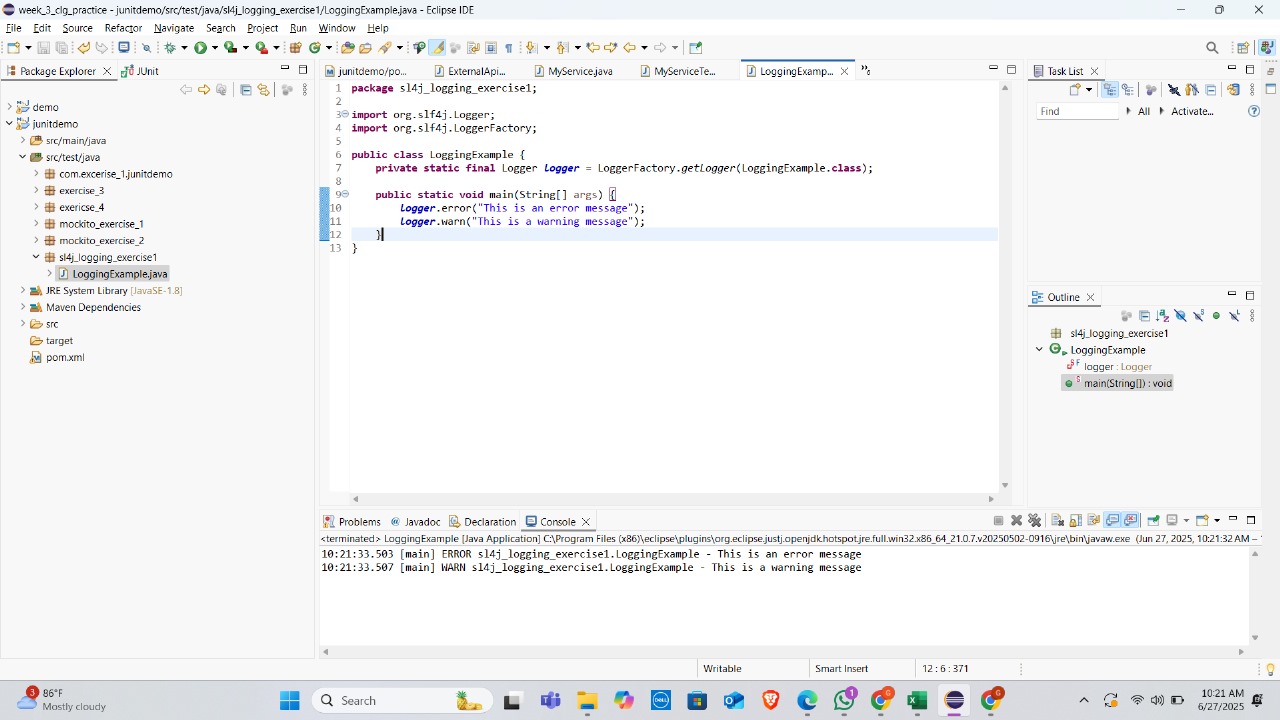 week_3_clg_practice - junitdemo/src/test/java/sl4j_logging_exercise1/LoggingExample.java - Eclipse IDE
File Edit Source Refactor Navigate Search Project Run Window Help
Package Explorer JUnit
demo
junitdemo
src/main/java
src/test/java
com.excerise_1.junitdemo
exercise_3
exericse_4
mockito_exercise_1
mockito_exercise_2
sl4j_logging_exercise1
LoggingExample.java
JRE System Library [JavaSE-1.8]
Maven Dependencies
src
target
pom.xml
junitdemo/po... ExternalApi... MyService.java MyServiceTe... LoggingExamp...
1 package sl4j_logging_exercise1;
2
3 import org.slf4j.Logger;
4 import org.slf4j.LoggerFactory;
5
6 public class LoggingExample {
7 private static final Logger logger = LoggerFactory.getLogger(LoggingExample.class);
8
9 public static void main(String[] args) {
10 logger.error("This is an error message");
11 logger.warn("This is a warning message");
12 }
13 }
Task List
Find All Activate...
Outline
sl4j_logging_exercise1
LoggingExample
logger : Logger
main(String[]) : void
Problems Javadoc Declaration Console
<terminated> LoggingExample [Java Application] C:\Program Files (x86)\eclipse\plugins\org.eclipse.justj.openjdk.hotspot.jre.full.win32.x86_64_21.0.7.v20250502-0916\jre\bin\javaw.exe (Jun 27, 2025, 10:21:32 AM –
10:21:33.503 [main] ERROR sl4j_logging_exercise1.LoggingExample - This is an error message
10:21:33.507 [main] WARN sl4j_logging_exercise1.LoggingExample - This is a warning message
Writable Smart Insert 12 : 6 : 371
3 86°F
Mostly cloudy
Search
DELL
1
G
G
10:21 AM
6/27/2025